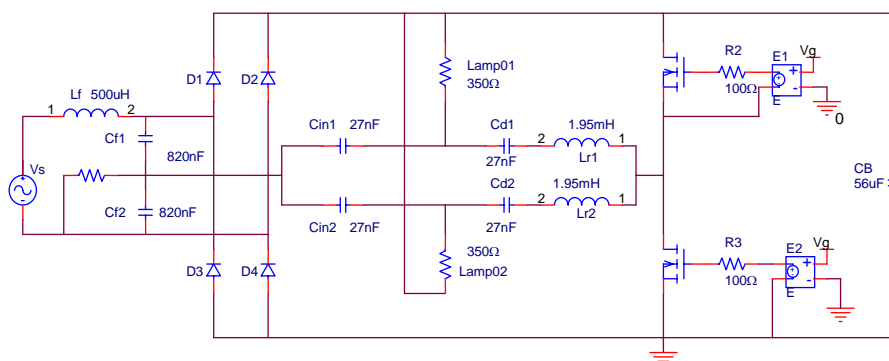 Vg
R2
E1
D1
D2
Lamp01
350Ω
Lf 500uH
100Ω
E
1
2
0
Cf1
Cin1 27nF
Cd1
1.95mH
2
1
820nF
27nF
Lr1
CB
56uF
Vs
Cd2
1.95mH
2
1
Cf2
820nF
Cin2
27nF
27nF
Lr2
350Ω
Lamp02
Vg
R3
E2
D3
D4
100Ω
E